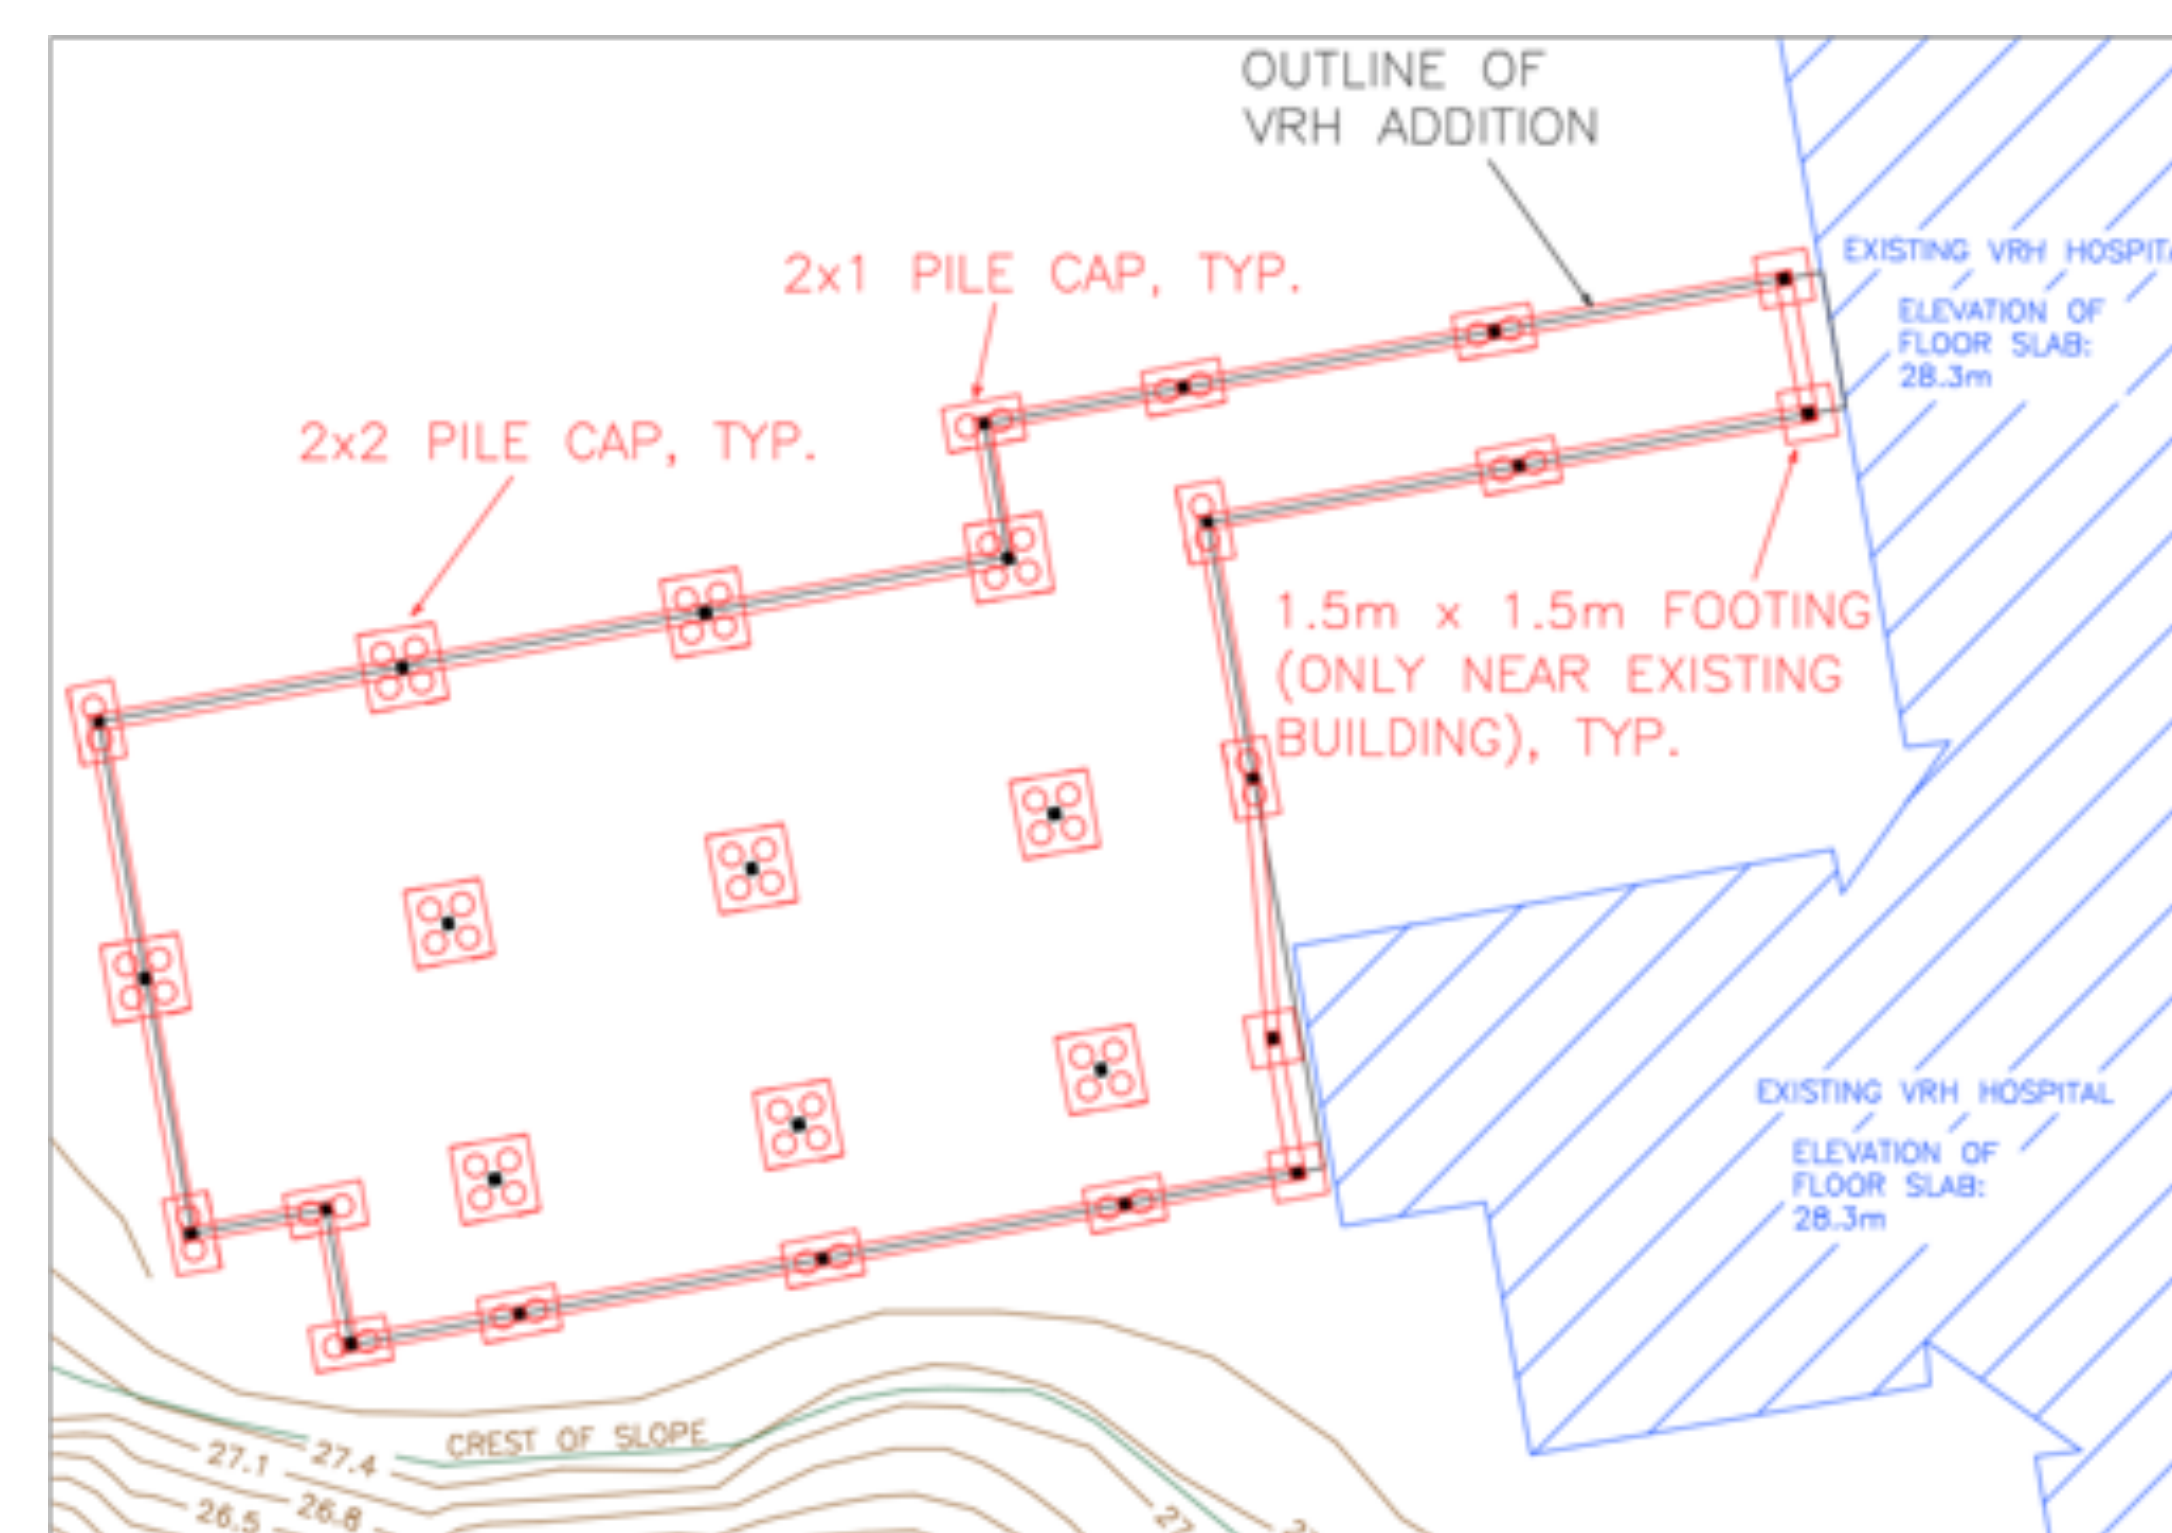 OUTLINE OF
VRH ADDITION
2x1 PILE CAP, TYP.
EXISTING VRH
ELEVATION OF
FLOOR SLAB:
28.3m
2x2 PILE CAP, TYP.
1.5m x 1.5m FOOTING
(ONLY NEAR EXISTING
BUILDING), TYP.
EXISTING VRH HOSPITAL
ELEVATION OF
FLOOR SLAB:
28.3m
CREST OF SLOPE
27.1
27.4
26.5
26.8